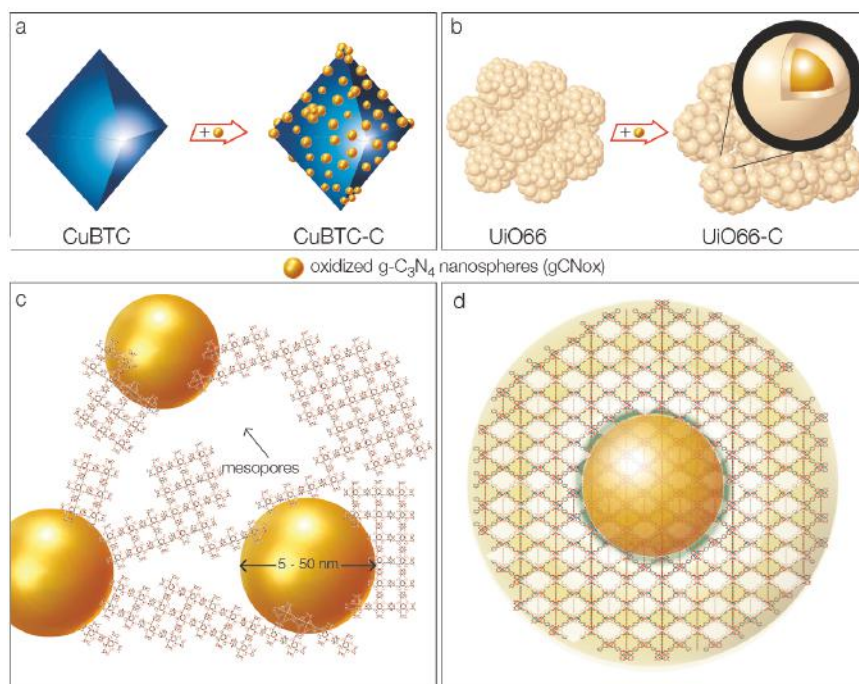 a
b
+
+
CuBTC
CuBTC-C
UiO66
UiO66-C
oxidized g-C₃N₄ nanospheres (gCNox)
c
d
mesopores
5 - 50 nm